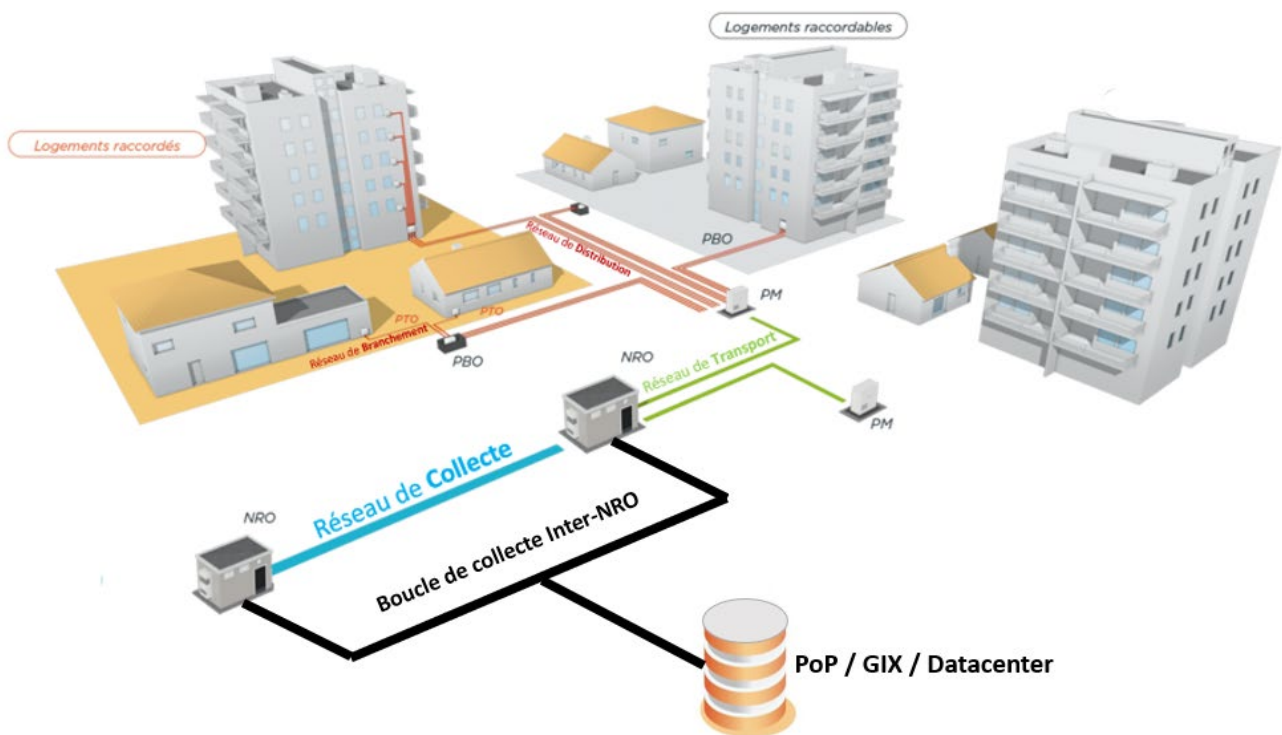 Logements raccordables
Logements raccordés
PBO
Réseau de Distribution
PM
PTO
PTO
Réseau de Branchement
PBO
NRO
Réseau de Transport
PM
Réseau de Collecte
NRO
Boucle de collecte Inter-NRO
PoP / GIX / Datacenter